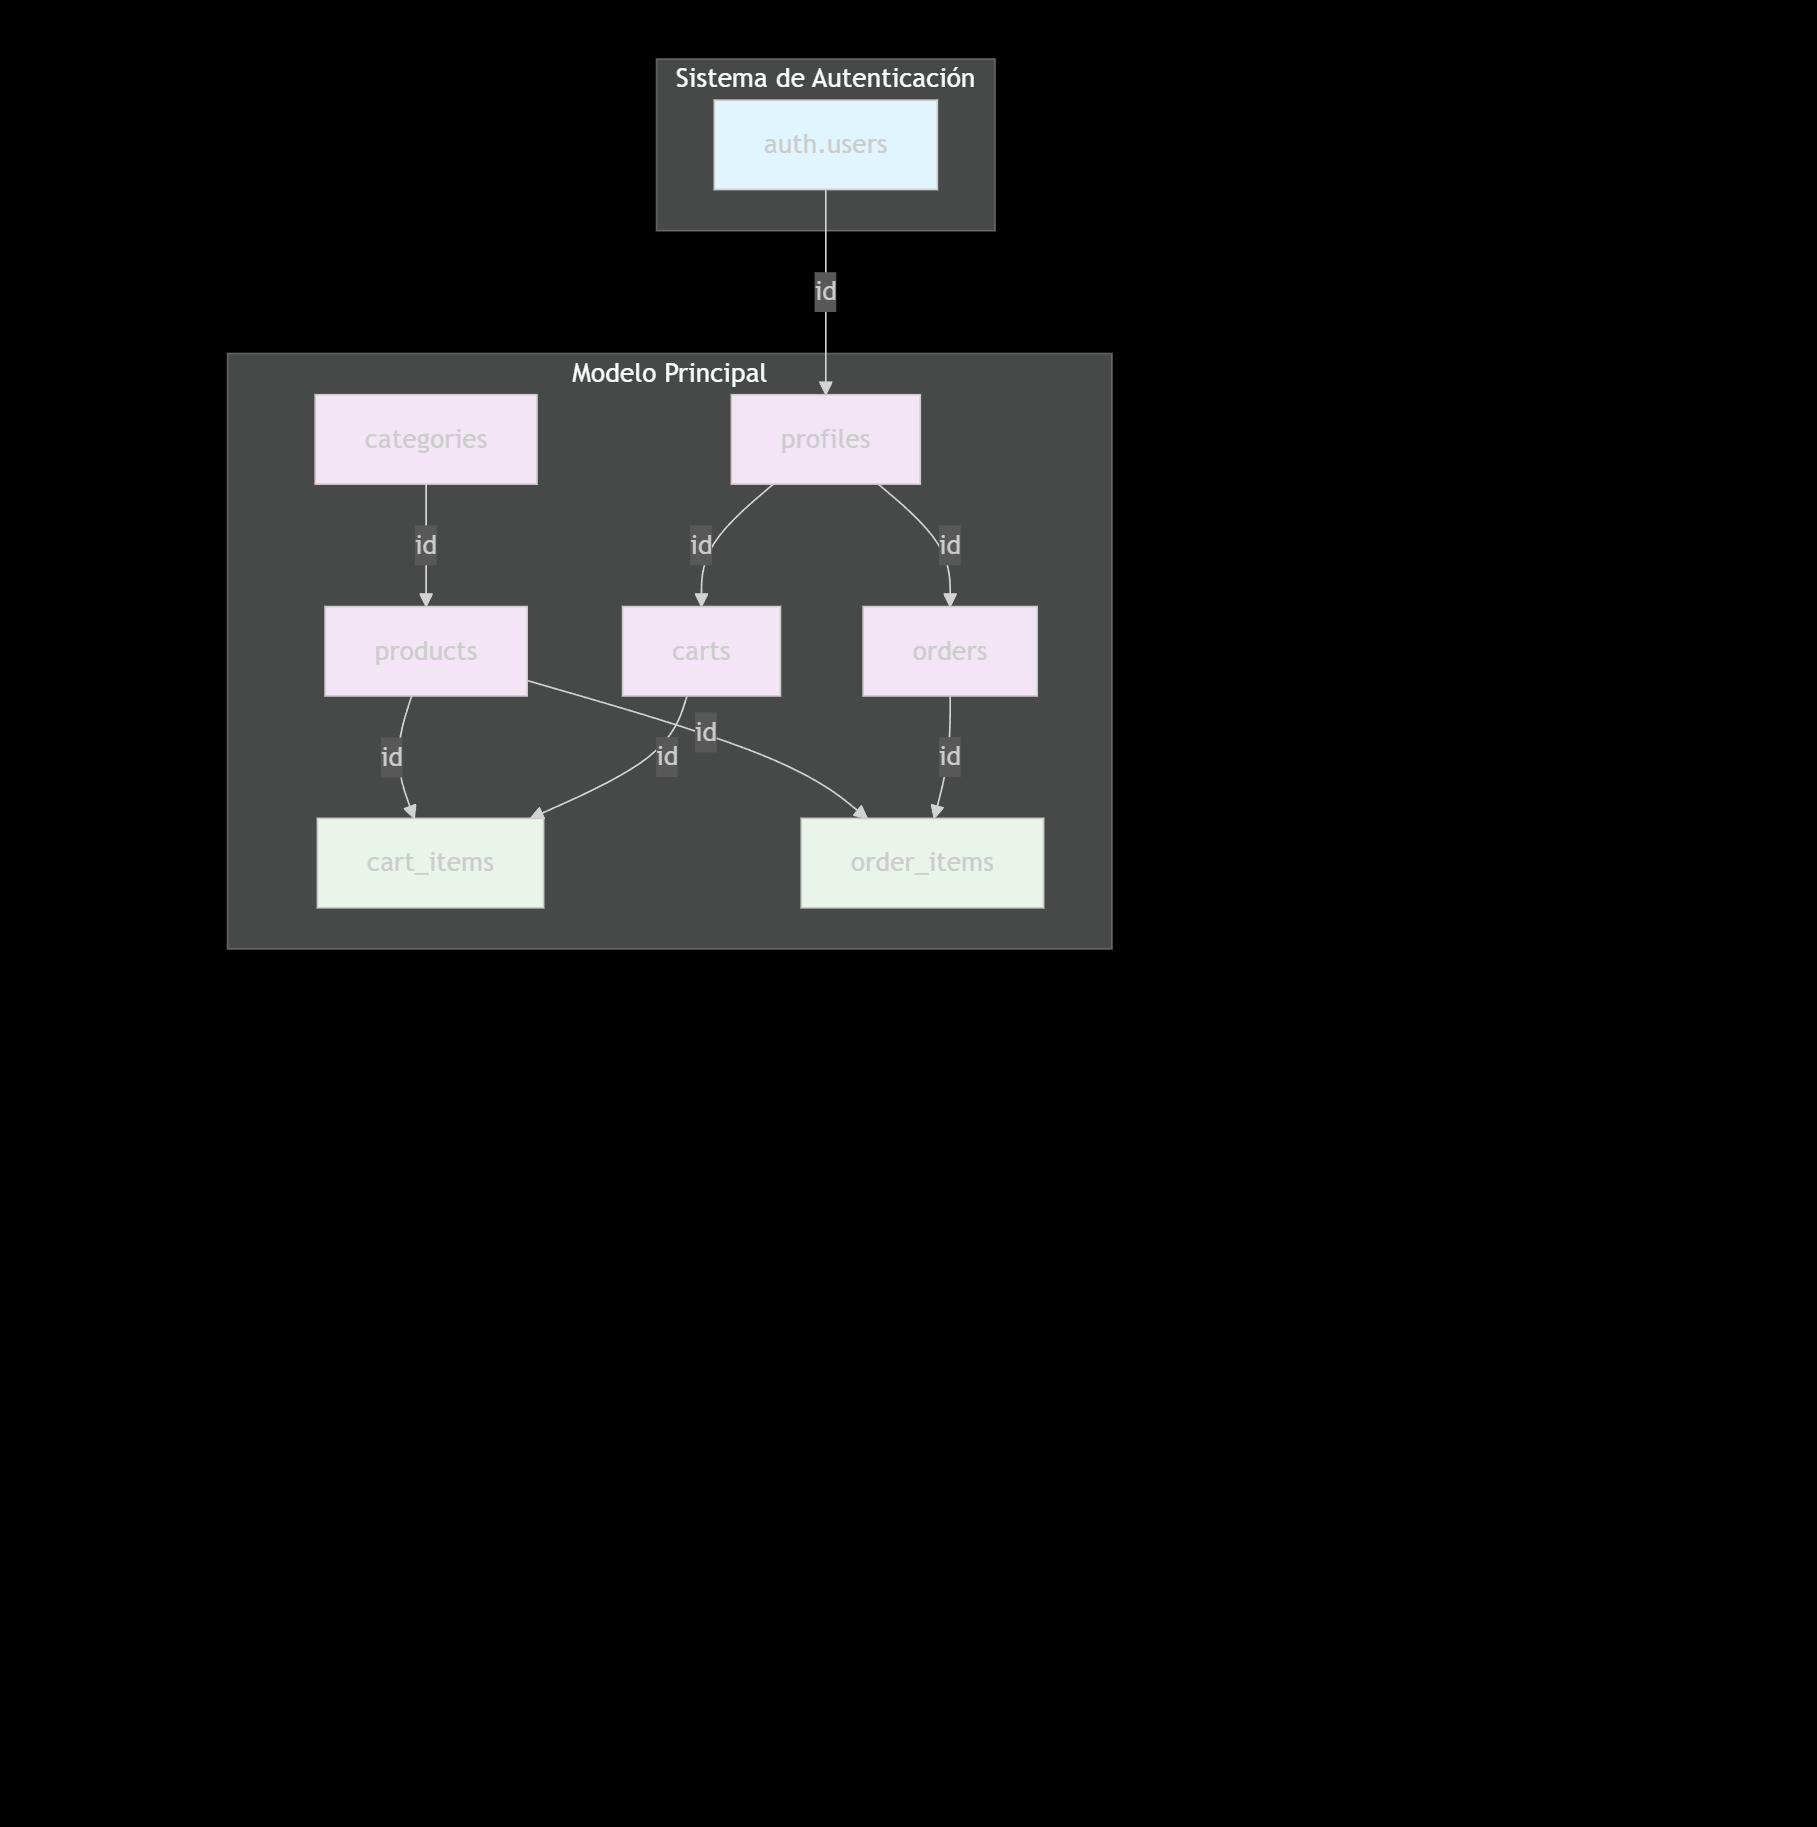 Sistema de Autenticación
auth.users
id
Modelo Principal
categories
profiles
id
id
id
products
carts
orders
id
id
id
id
cart_items
order_items